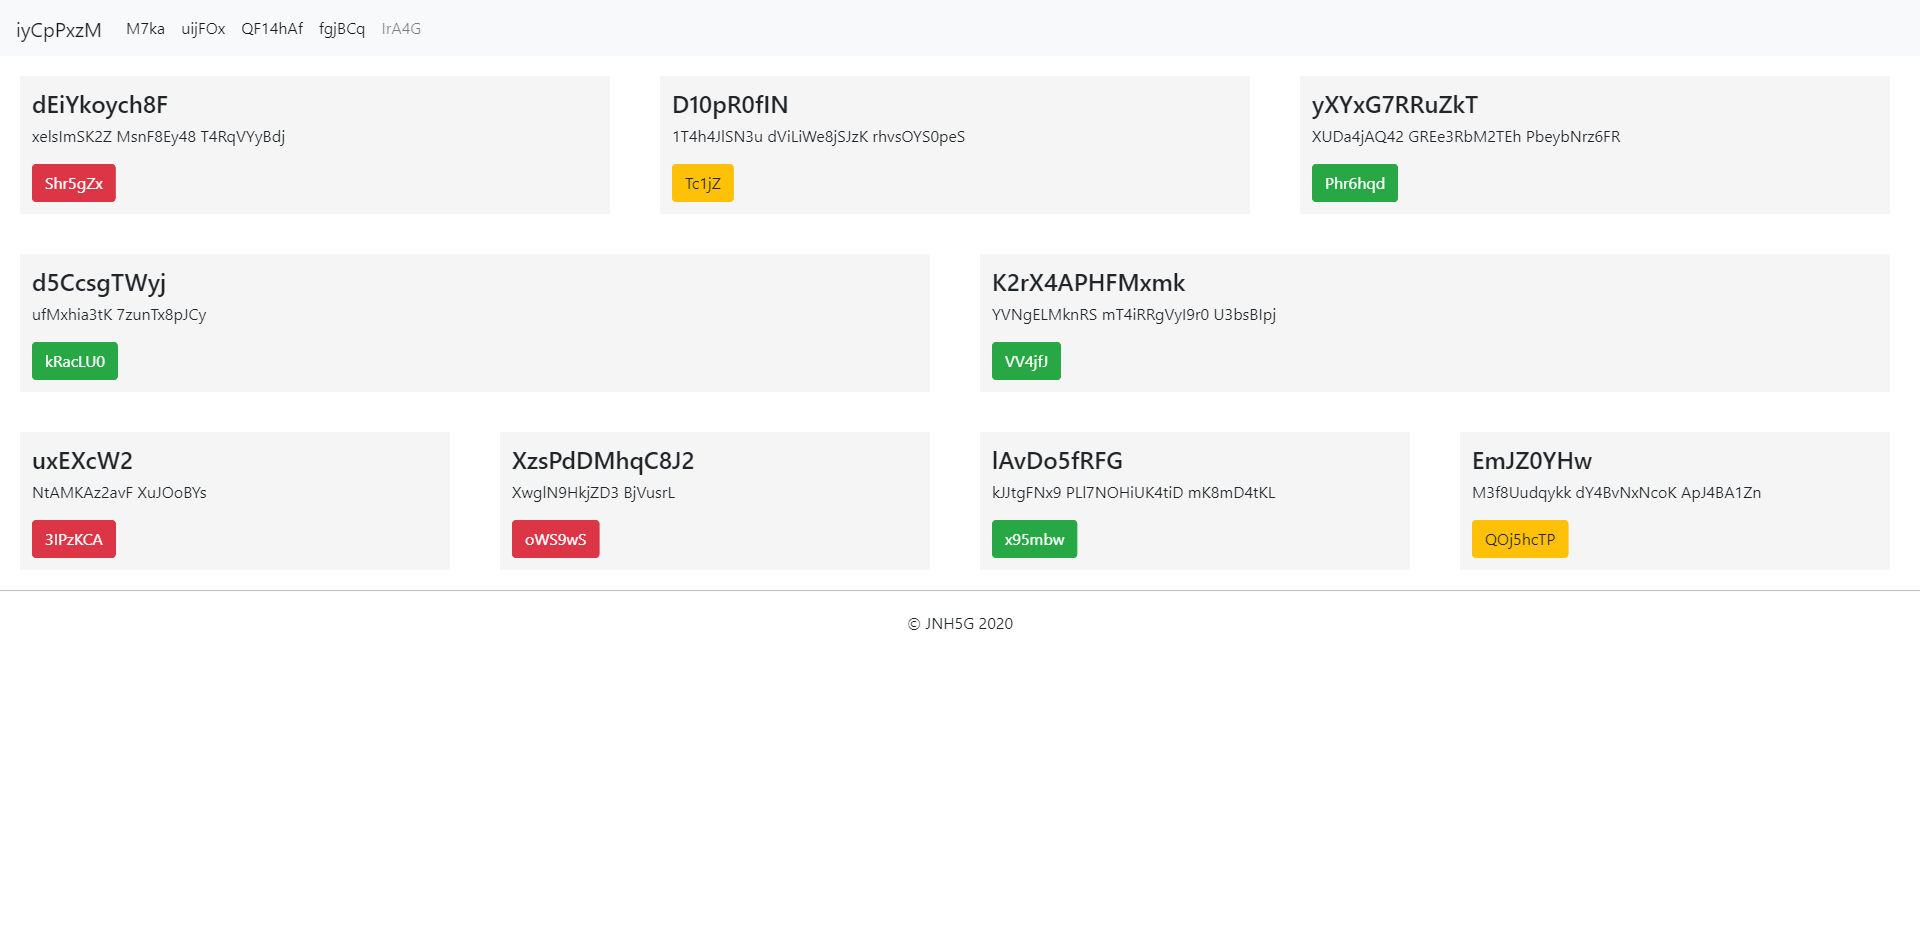 iyCpPxzM M7ka uijFOx QF14hAf fgjBCq IrA4G
dEiYkoych8F
xelsImSK2Z MsnF8Ey48 T4RqVYyBdj
Shr5gZx
D10pR0fIN
1T4h4JlSN3u dViLiWe8jSJzK rhvsOYS0peS
Tc1jZ
yXYxG7RRuZkT
XUDa4jAQ42 GREe3RbM2TEh PbeybNrz6FR
Phr6hqd
d5CcsgTWyj
ufMxhia3tK 7zunTx8pJCy
kRacLU0
K2rX4APHFMxmk
YVNgELMknRS mT4iRRgVyI9r0 U3bsBIpj
VV4jfJ
uxEXcW2
NtAMKAz2avF XuJOoBYs
3IPzKCA
XzsPdDMhqC8J2
XwglN9HkjZD3 BjVusrL
oWS9wS
lAvDo5fRFG
kJJtgFNx9 PLl7NOHiUK4tiD mK8mD4tKL
x95mbw
EmJZ0YHw
M3f8Uudqykk dY4BvNxNcoK ApJ4BA1Zn
QOj5hcTP
© JNH5G 2020